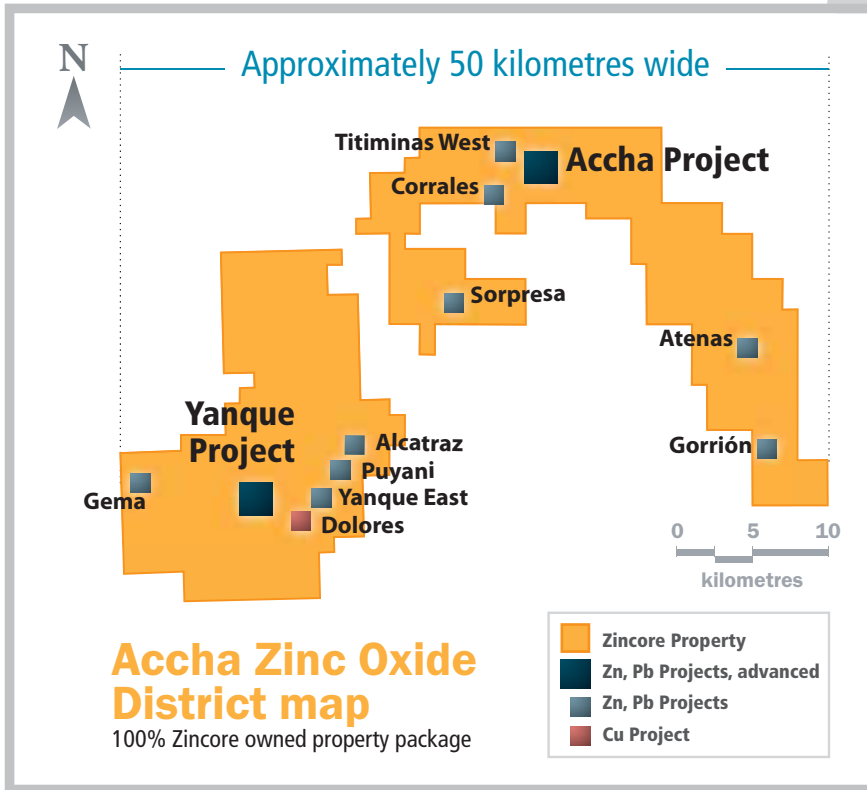 N
Approximately 50 kilometres wide
Titiminas West
Accha Project
Corrales
Sorpresa
Atenas
Yanque
Project
Alcatraz
Gorrión
Puyani
Gema
Yanque East
Dolores
0 5 10
kilometres
Accha Zinc Oxide
District map
100% Zincore owned property package
Zincore Property
Zn, Pb Projects, advanced
Zn, Pb Projects
Cu Project